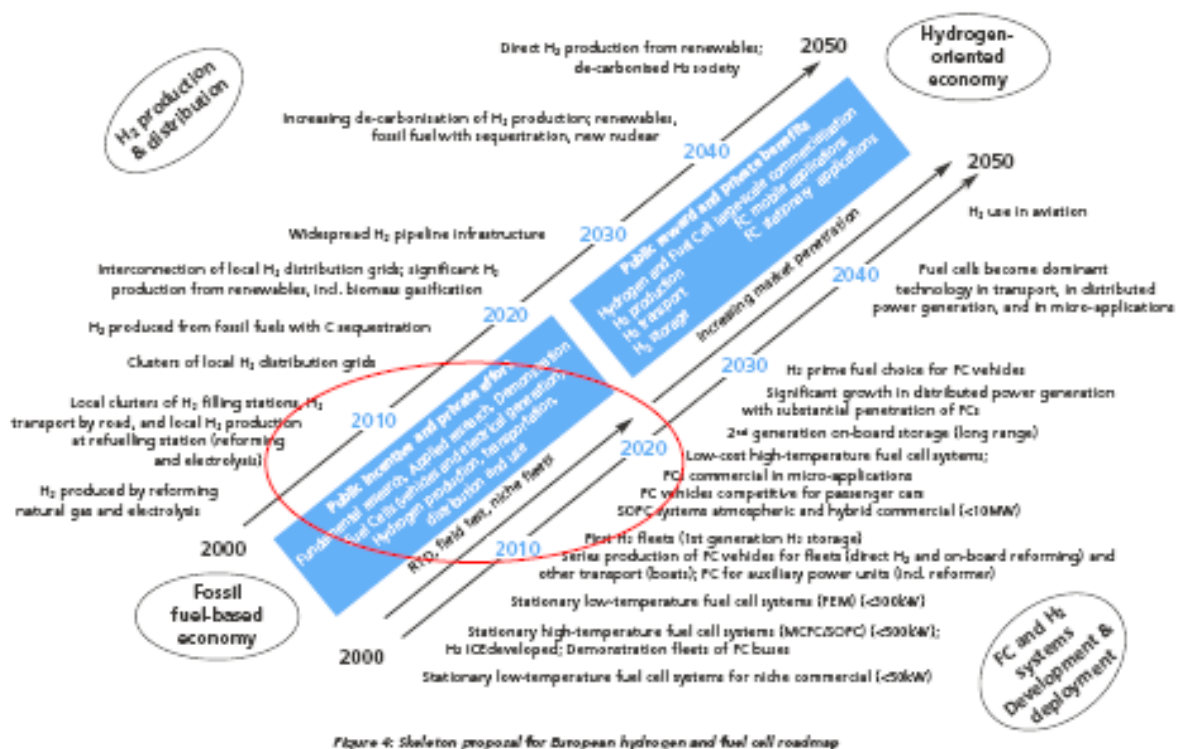 H₂ production
& distribution
Direct H₂ production from renewables;
de-carbonised H₂ society
2050
Hydrogen-
oriented
economy
Increasing de-carbonisation of H₂ production; renewables,
fossil fuel with sequestration, new nuclear
2040
Widespread H₂ pipeline infrastructure
2030
Interconnection of local H₂ distribution grids; significant H₂
production from renewables, incl. biomass gasification
2020
H₂ produced from fossil fuels with C sequestration
Clusters of local H₂ distribution grids
Local clusters of H₂ filling stations, H₂
transport by road, and local H₂ production
at refuelling station (reforming
and electrolysis)
2010
H₂ produced by reforming
natural gas and electrolysis
2000
Fossil
fuel-based
economy
Public reward and private benefits
Hydrogen and Fuel Cell large-scale commercialisation
H₂ production
FC mobile applications
H₂ transport
FC stationary applications
H₂ storage
Public incentive and private effort
Fundamental research, Applied research, Demonstration
Fuel Cells (vehicles and electrical generation)
Hydrogen production, transportation,
distribution and use
Increasing market penetration
RTD, field test, niche fleets
2050
H₂ use in aviation
2040
Fuel cells become dominant
technology in transport, in distributed
power generation, and in micro-applications
2030
H₂ prime fuel choice for FC vehicles
Significant growth in distributed power generation
with substantial penetration of FCs
2nd generation on-board storage (long range)
2020
Low-cost high-temperature fuel cell systems;
FCs commercial in micro-applications
FC vehicles competitive for passenger cars
SOFC systems atmospheric and hybrid commercial (<10MW)
First H₂ fleets (1st generation H₂ storage)
2010
Series production of FC vehicles for fleets (direct H₂ and on-board reforming) and
other transport (boats); FC for auxiliary power units (incl. reformer)
Stationary low-temperature fuel cell systems (PEM) (<300kW)
Stationary high-temperature fuel cell systems (MCFC/SOFC) (<500kW);
H₂ ICE developed; Demonstration fleets of FC buses
2000
Stationary low-temperature fuel cell systems for niche commercial (<50kW)
FC and H₂
systems
Development &
deployment
Figure 4: Skeleton proposal for European hydrogen and fuel cell roadmap